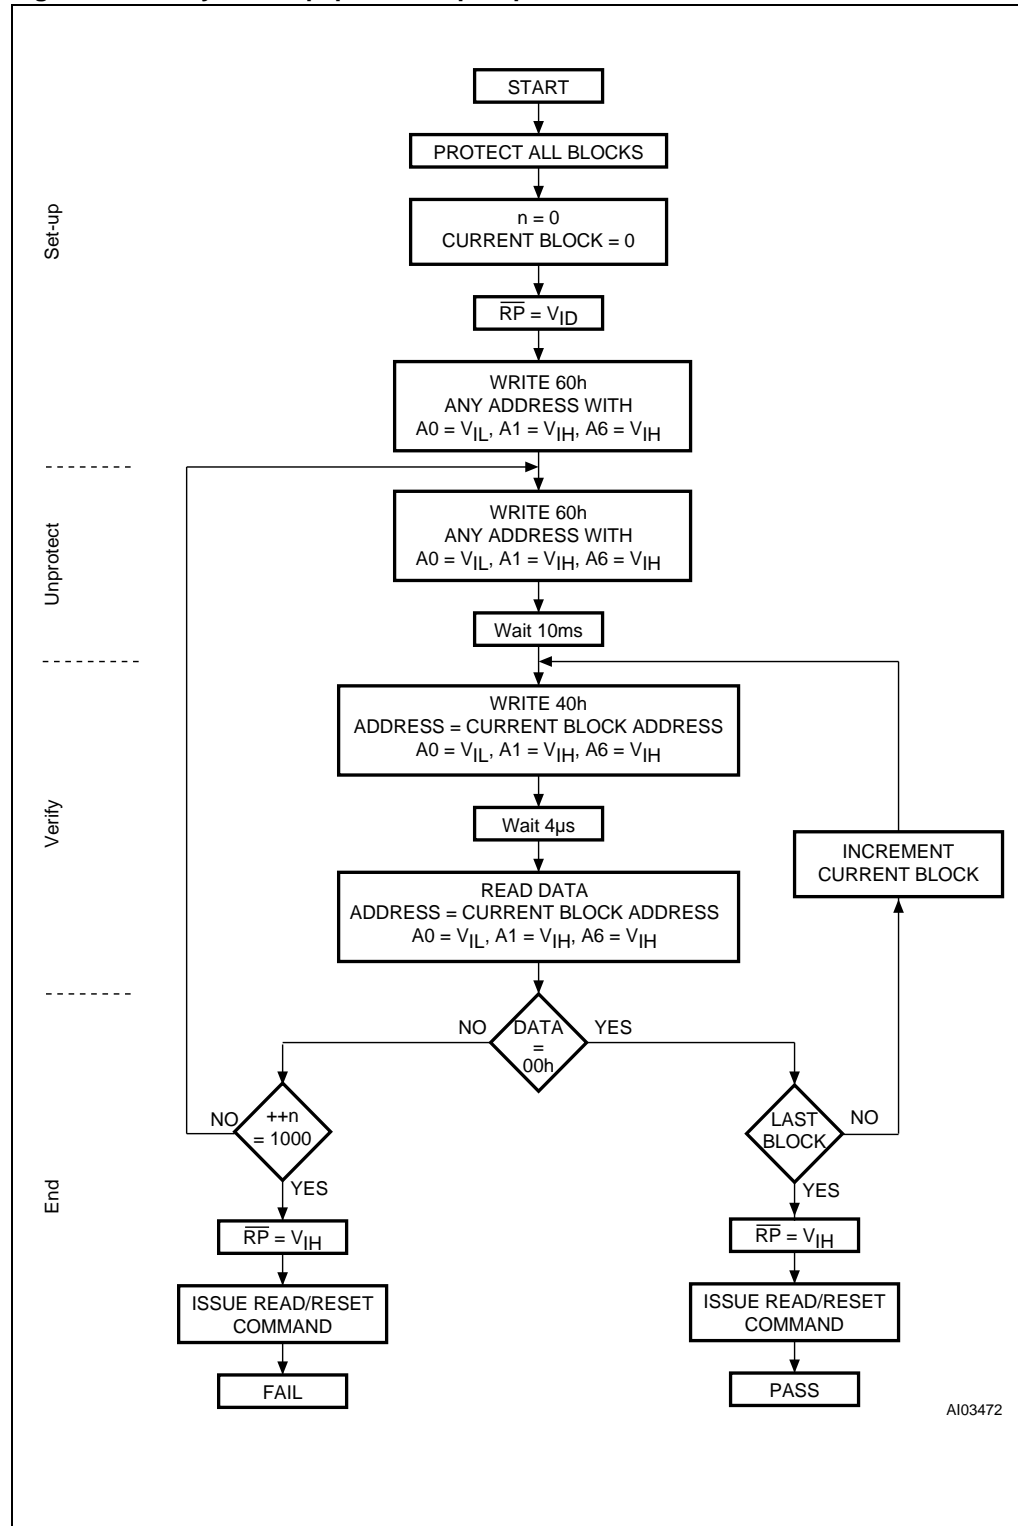 START
PROTECT ALL BLOCKS
n = 0
CURRENT BLOCK = 0
Set-up
RP = VID
WRITE 60h
ANY ADDRESS WITH
A0 = VIL, A1 = VIH, A6 = VIH
Unprotect
WRITE 60h
ANY ADDRESS WITH
A0 = VIL, A1 = VIH, A6 = VIH
Wait 10ms
Verify
WRITE 40h
ADDRESS = CURRENT BLOCK ADDRESS
A0 = VIL, A1 = VIH, A6 = VIH
Wait 4µs
INCREMENT
CURRENT BLOCK
READ DATA
ADDRESS = CURRENT BLOCK ADDRESS
A0 = VIL, A1 = VIH, A6 = VIH
End
NO
DATA
=
00h
YES
NO
++n
= 1000
YES
LAST
BLOCK
NO
YES
RP = VIH
ISSUE READ/RESET
COMMAND
FAIL
RP = VIH
ISSUE READ/RESET
COMMAND
PASS
AI03472